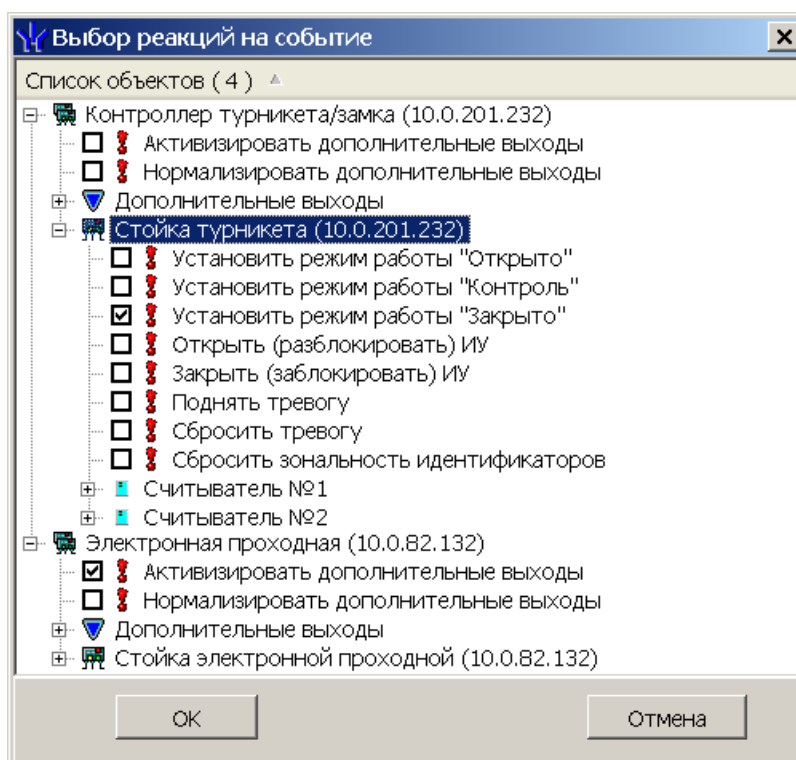 Выбор реакций на событие
Список объектов ( 4 )
Контроллер турникета/замка (10.0.201.232)
Активизировать дополнительные выходы
Нормализировать дополнительные выходы
Дополнительные выходы
Стойка турникета (10.0.201.232)
Установить режим работы "Открыто"
Установить режим работы "Контроль"
Установить режим работы "Закрыто"
Открыть (разблокировать) ИУ
Закрыть (заблокировать) ИУ
Поднять тревогу
Сбросить тревогу
Сбросить зональность идентификаторов
Считыватель №1
Считыватель №2
Электронная проходная (10.0.82.132)
Активизировать дополнительные выходы
Нормализировать дополнительные выходы
Дополнительные выходы
Стойка электронной проходной (10.0.82.132)
ОК
Отмена